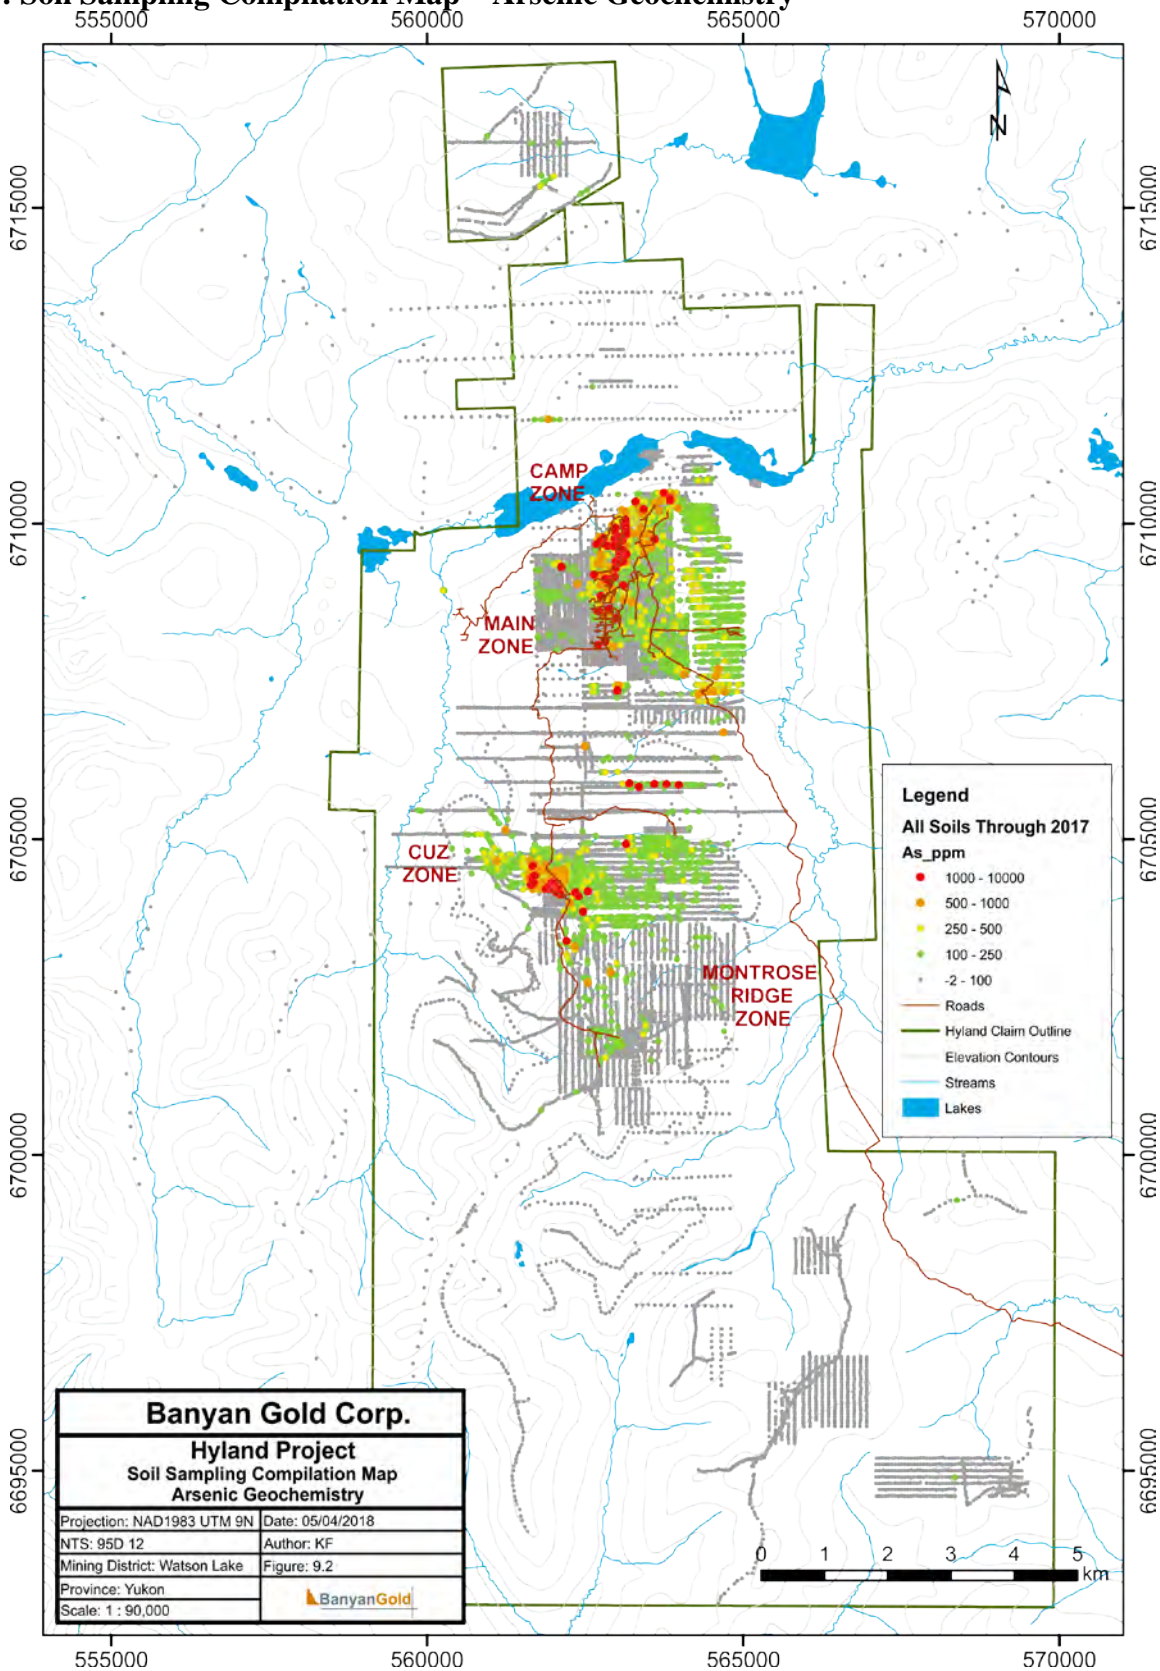 . Soil Sampling Compilation Map – Arsenic Geochemistry
555000 560000 565000 570000
N
6715000 6715000
CAMP
ZONE
6710000 6710000
MAIN
ZONE
Legend
All Soils Through 2017
As_ppm
1000 - 10000
500 - 1000
250 - 500
100 - 250
-2 - 100
Roads
Hyland Claim Outline
Elevation Contours
Streams
Lakes
6705000 6705000
CUZ
ZONE
MONTROSE
RIDGE
ZONE
6700000 6700000
Banyan Gold Corp.
Hyland Project
Soil Sampling Compilation Map
Arsenic Geochemistry
Projection: NAD1983 UTM 9N Date: 05/04/2018
NTS: 95D 12 Author: KF
Mining District: Watson Lake Figure: 9.2
Province: Yukon
BanyanGold
Scale: 1 : 90,000
6695000 6695000
0 1 2 3 4 5
km
555000 560000 565000 570000